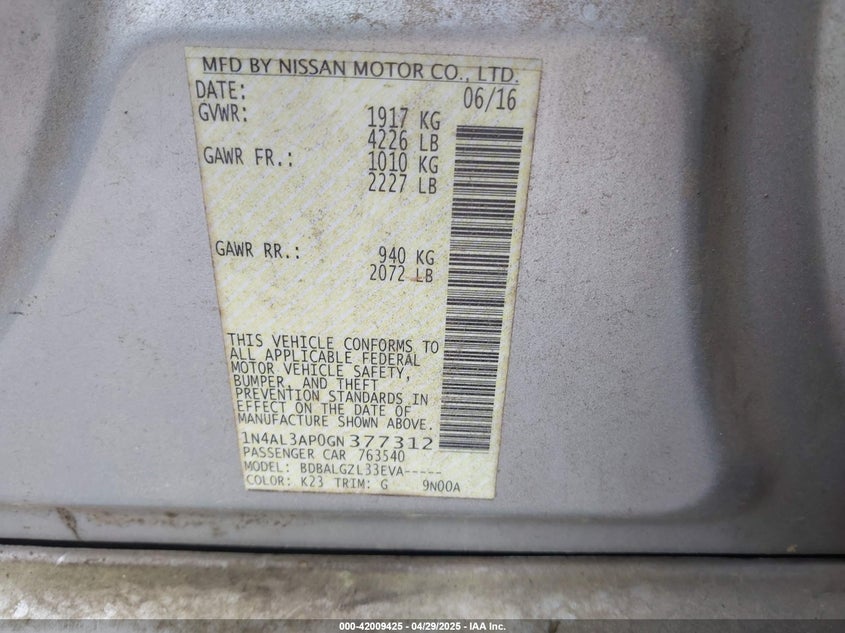 MFD BY NISSAN MOTOR CO., LTD.
DATE: 06/16
GVWR: 1917 KG
4226 LB
GAWR FR.: 1010 KG
2227 LB
GAWR RR.: 940 KG
2072 LB
THIS VEHICLE CONFORMS TO
ALL APPLICABLE FEDERAL
MOTOR VEHICLE SAFETY,
BUMPER, AND THEFT
PREVENTION STANDARDS IN
EFFECT ON THE DATE OF
MANUFACTURE SHOWN ABOVE.
1N4AL3AP0GN377312
PASSENGER CAR 763540
MODEL: BDBALGZL33EVA-----
COLOR: K23 TRIM: G 9N00A
000-42009425 | 04/29/2025 - IAA Inc.